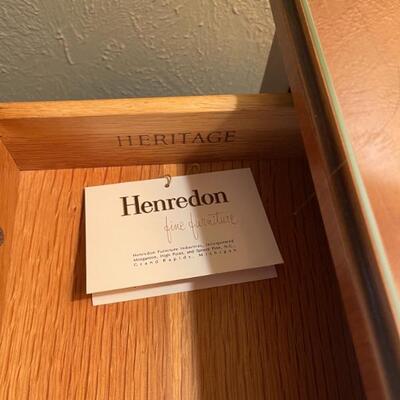 HERITAGE
Henredon
fine furniture
Henredon Furniture Industries, Incorporated
Morganton, High Point, and Spruce Pine, N.C.
Grand Rapids, Michigan